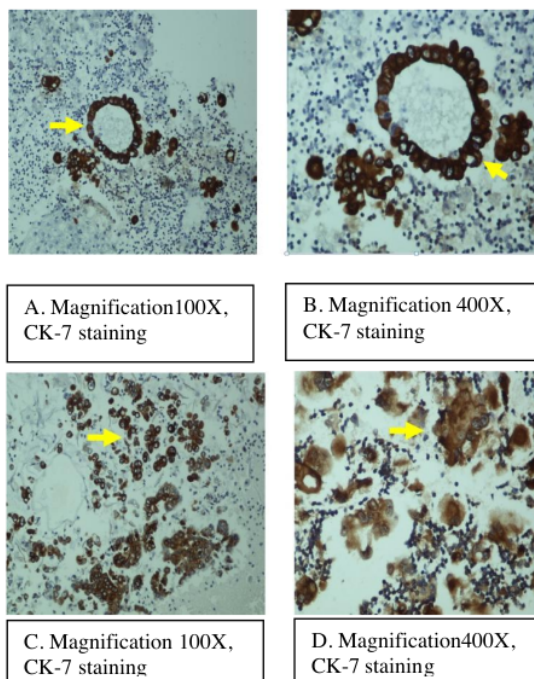 A. Magnification100X,
CK-7 staining
B. Magnification 400X,
CK-7 staining
C. Magnification 100X,
CK-7 staining
D. Magnification400X,
CK-7 staining